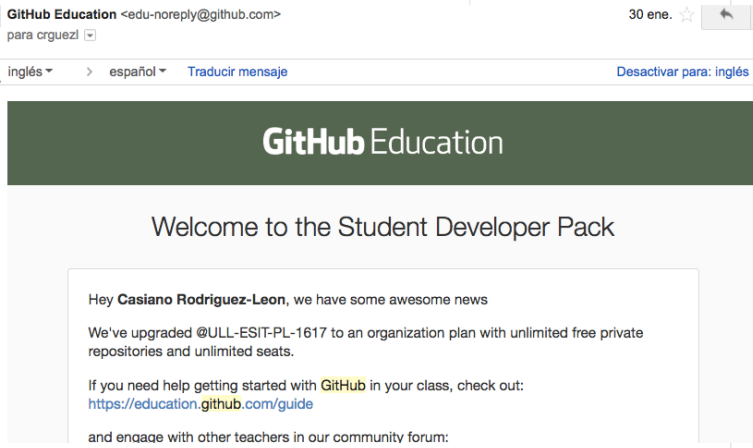 GitHub Education <edu-noreply@github.com> 30 ene.
para crguezl
inglés > español Traducir mensaje Desactivar para: inglés
GitHub Education
Welcome to the Student Developer Pack
Hey Casiano Rodriguez-Leon, we have some awesome news
We've upgraded @ULL-ESIT-PL-1617 to an organization plan with unlimited free private
repositories and unlimited seats.
If you need help getting started with GitHub in your class, check out:
https://education.github.com/guide
and engage with other teachers in our community forum: